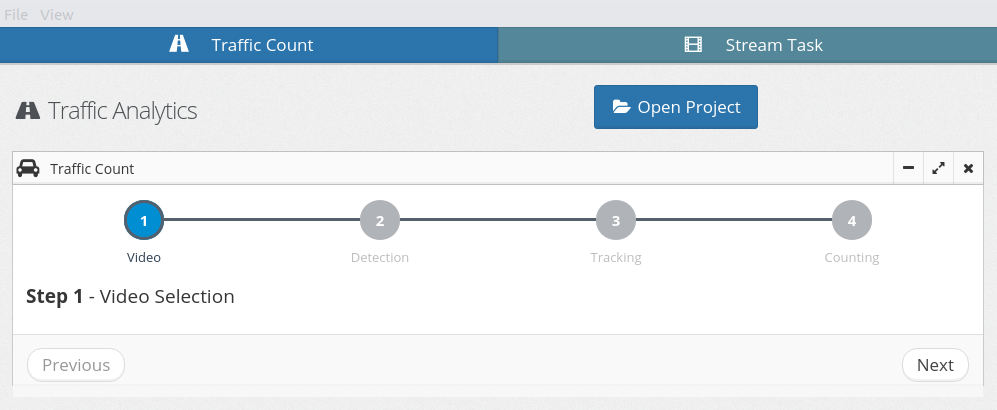 File View
Traffic Count Stream Task
Traffic Analytics Open Project
Traffic Count
1 2 3 4
Video Detection Tracking Counting
Step 1 - Video Selection
Previous Next